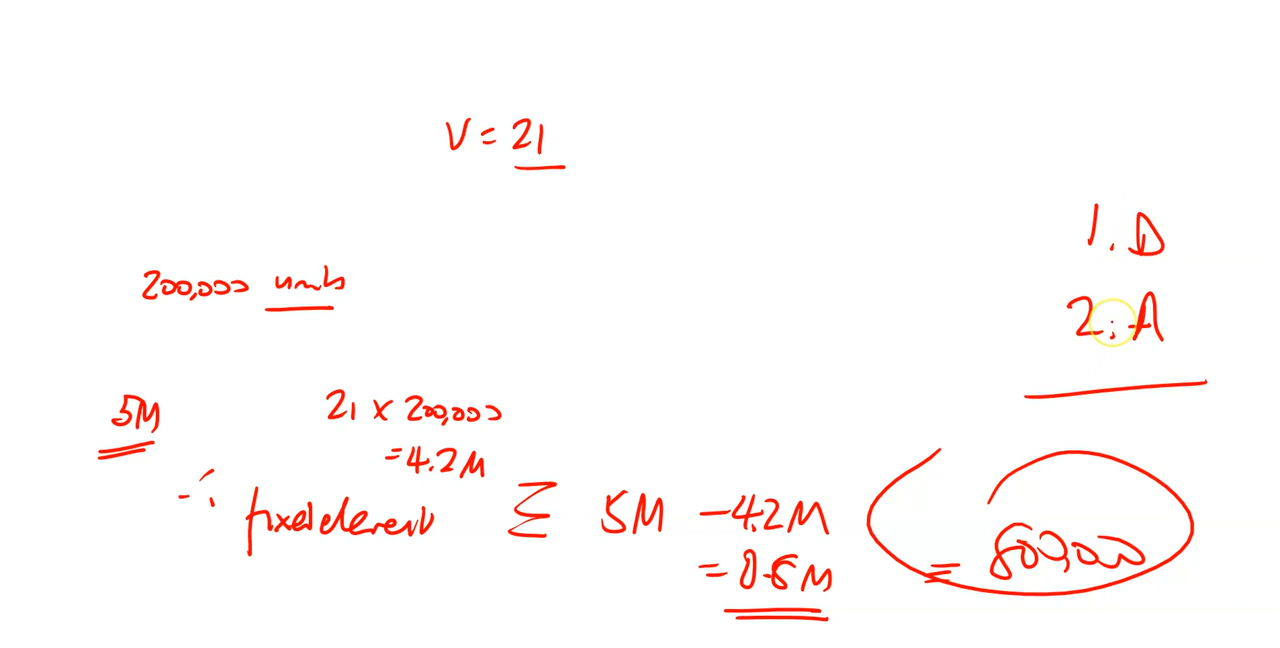 V = 21
1. D
200,000 units
2. A
5M
21 x 200,000
= 4.2M
∴ fixed element = 5M - 4.2M
= 0.8M
= 800,000